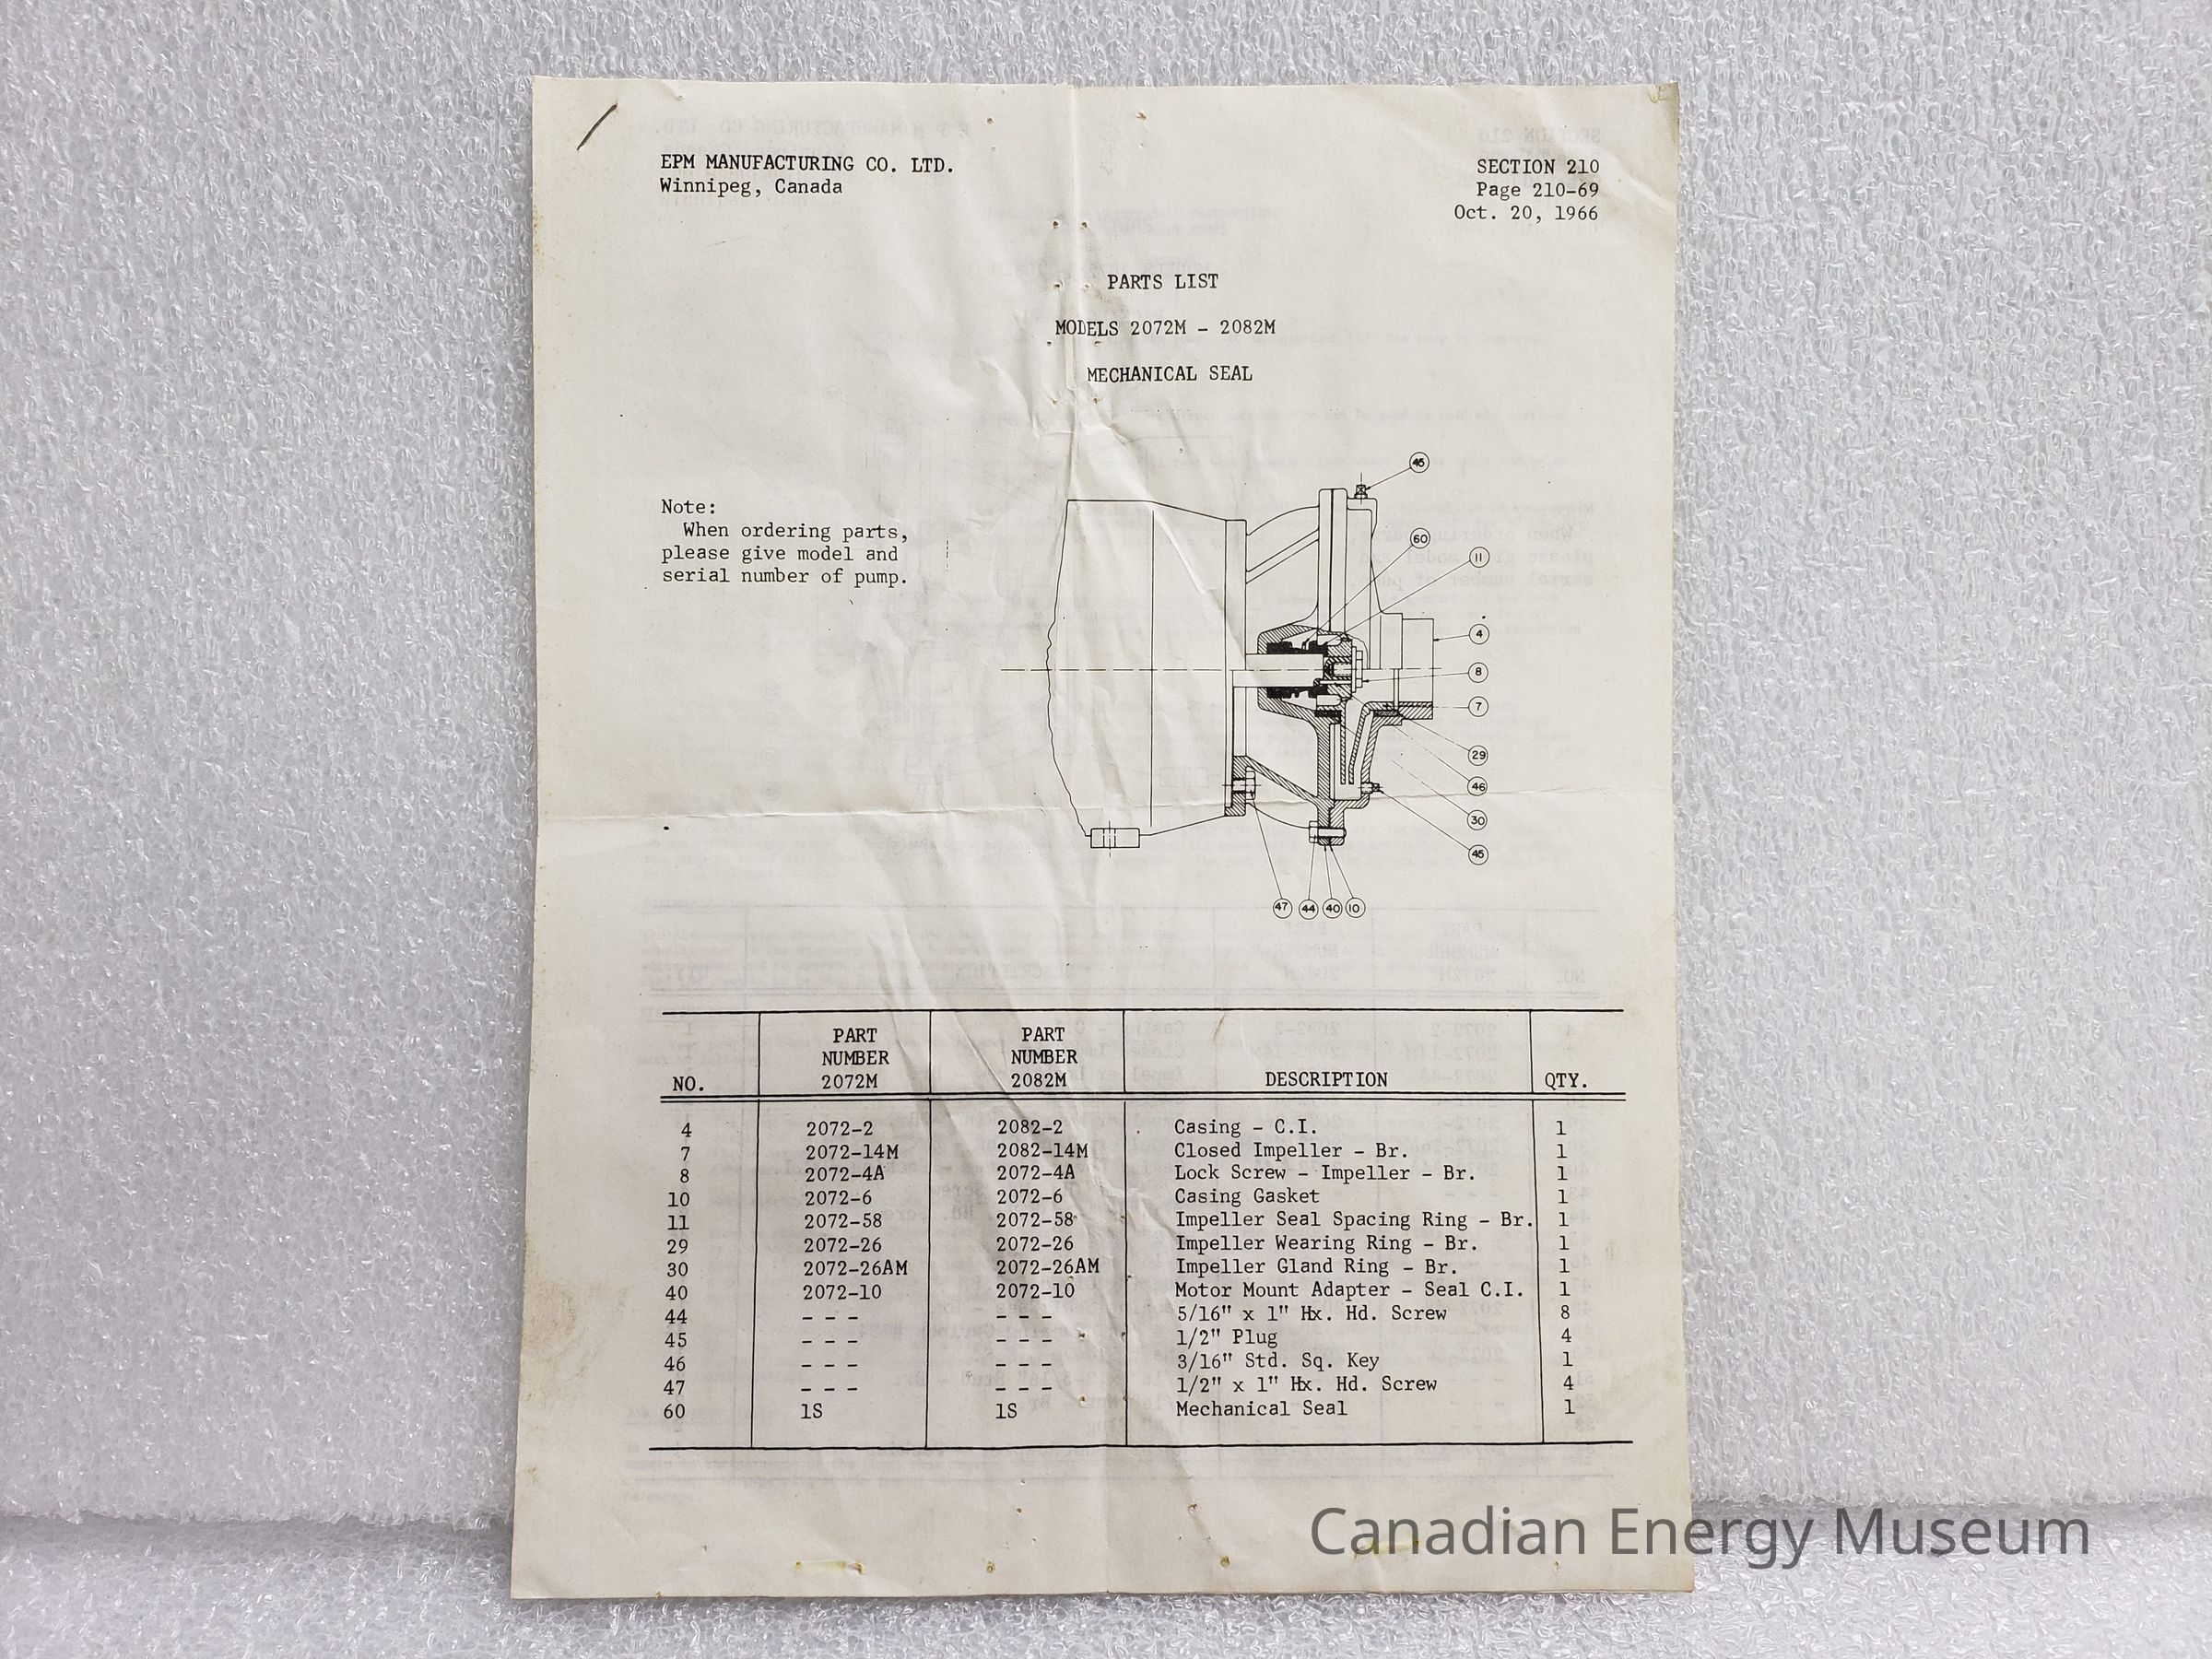 EPM MANUFACTURING CO. LTD.
Winnipeg, Canada
SECTION 210
Page 210-69
Oct. 20, 1966
PARTS LIST
MODELS 2072M - 2082M
MECHANICAL SEAL
Note:
When ordering parts,
please give model and
serial number of pump.
45
60
11
4
8
7
29
46
30
45
47 44 40 10
NO. PART NUMBER 2072M PART NUMBER 2082M DESCRIPTION QTY.
4 2072-2 2082-2 Casing - C.I. 1
7 2072-14M 2082-14M Closed Impeller - Br. 1
8 2072-4A 2072-4A Lock Screw - Impeller - Br. 1
10 2072-6 2072-6 Casing Gasket 1
11 2072-58 2072-58 Impeller Seal Spacing Ring - Br. 1
29 2072-26 2072-26 Impeller Wearing Ring - Br. 1
30 2072-26AM 2072-26AM Impeller Gland Ring - Br. 1
40 2072-10 2072-10 Motor Mount Adapter - Seal C.I. 1
44 - - - - - - 5/16" x 1" Hx. Hd. Screw 8
45 - - - - - - 1/2" Plug 4
46 - - - - - - 3/16" Std. Sq. Key 1
47 - - - - - - 1/2" x 1" Hx. Hd. Screw 4
60 1S 1S Mechanical Seal 1
Canadian Energy Museum